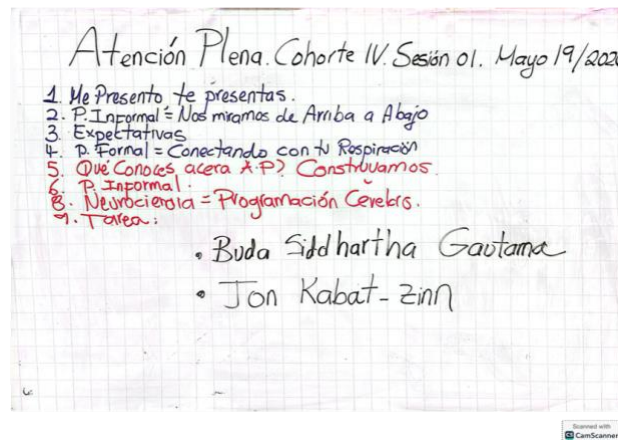 Atención Plena. Cohorte IV. Sesión 01. Mayo 19/202
1. Me Presento te presentas.
2. P. Informal = Nos miramos de Arriba a Abajo
3. Expectativas
4. P. Formal = Conectando con tu Respiración
5. Qué Conoces acera A.P? Construyamos.
6. P. Informal.
8. Neurociencia = Programación Cerebro.
9. Tarea:
• Buda Siddhartha Gautama
• Jon Kabat-Zinn
Scanned with
CS CamScanner